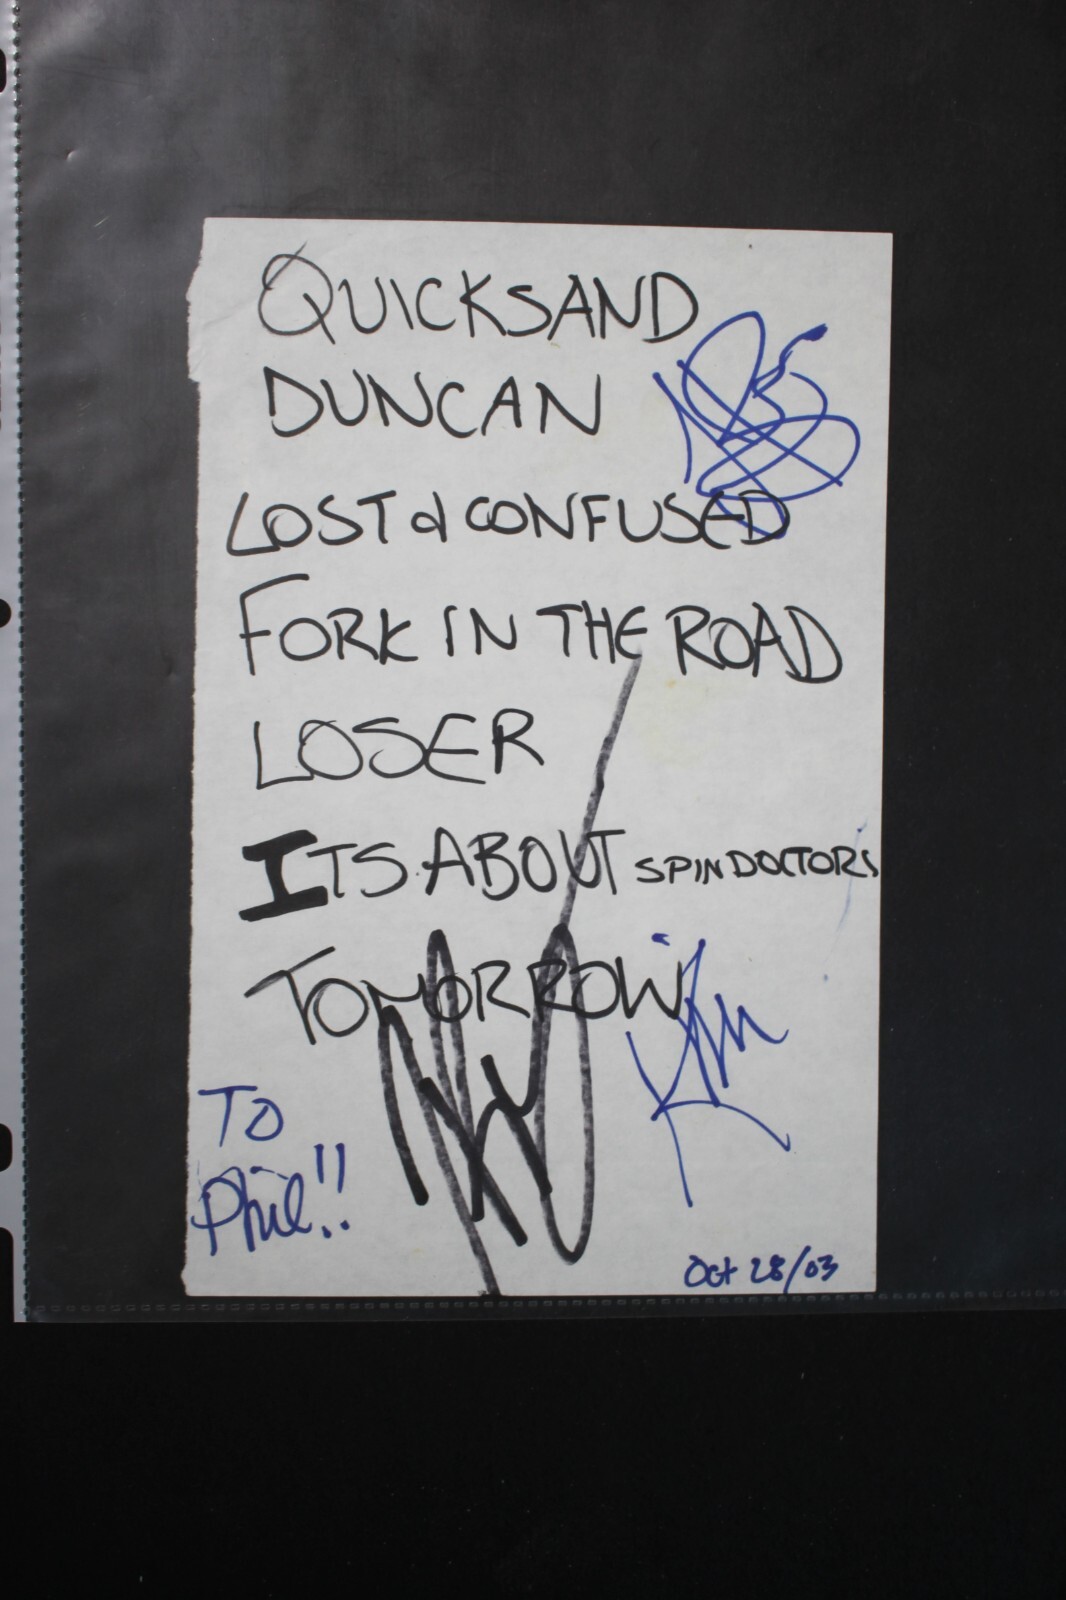 QUICKSAND
DUNCAN
LOST & CONFUSED
FORK IN THE ROAD
LOSER
ITS ABOUT SPIN DOCTORS
TOMORROW
TO
Phil!!
Oct 28/03